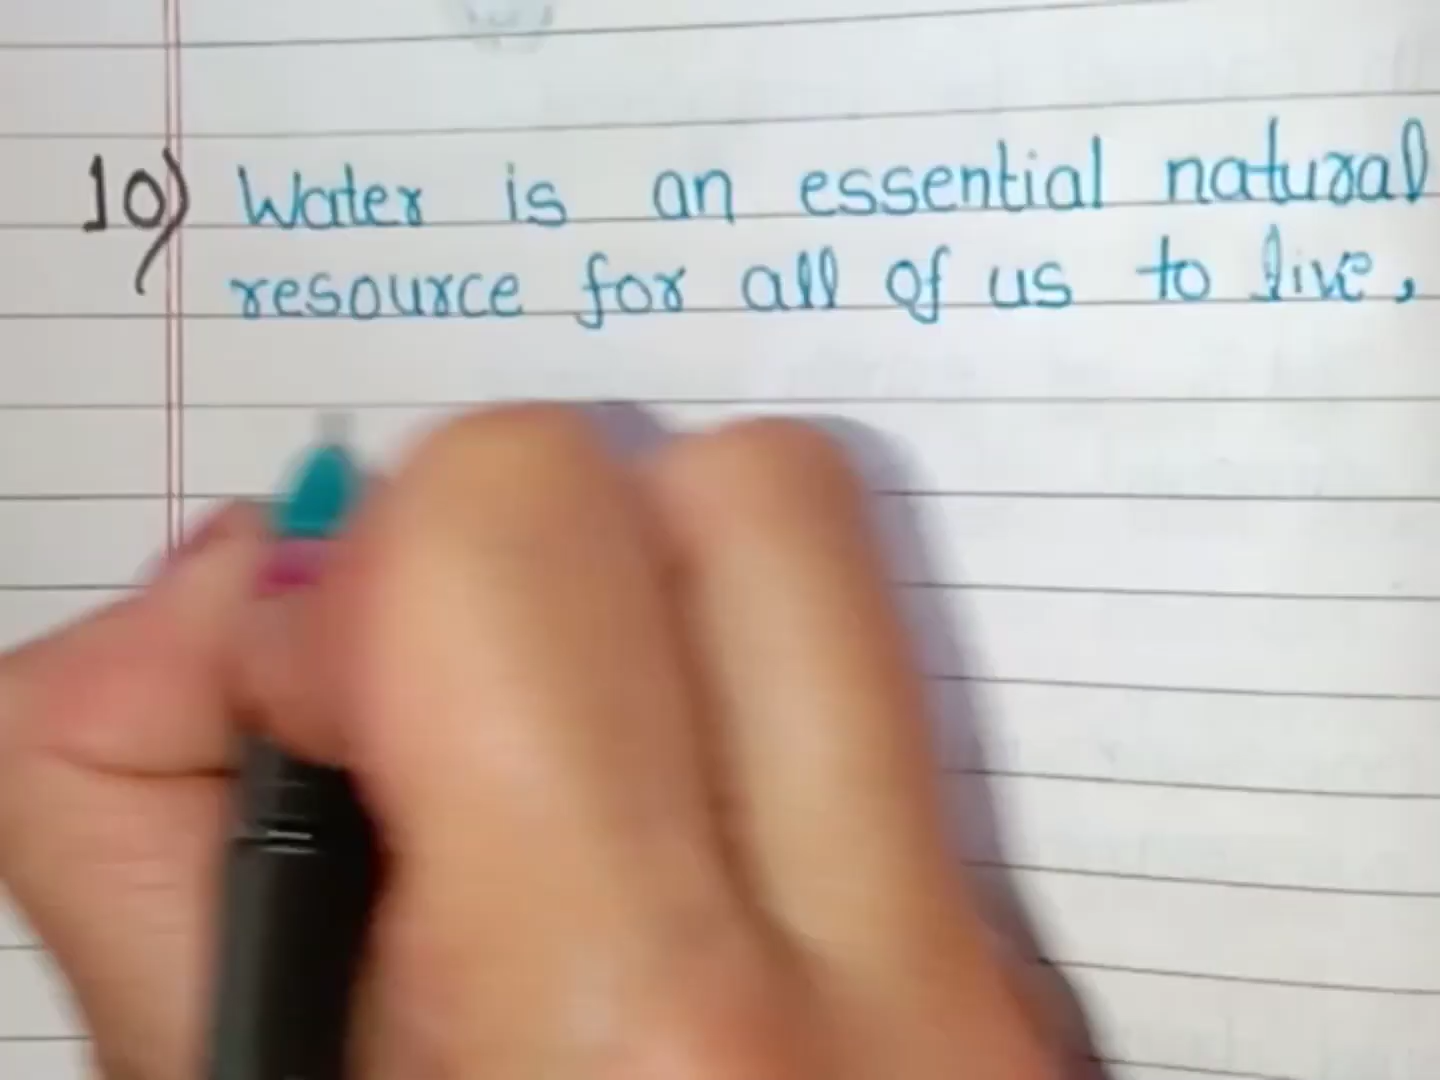 10) Water is an essential natural
resource for all of us to live,